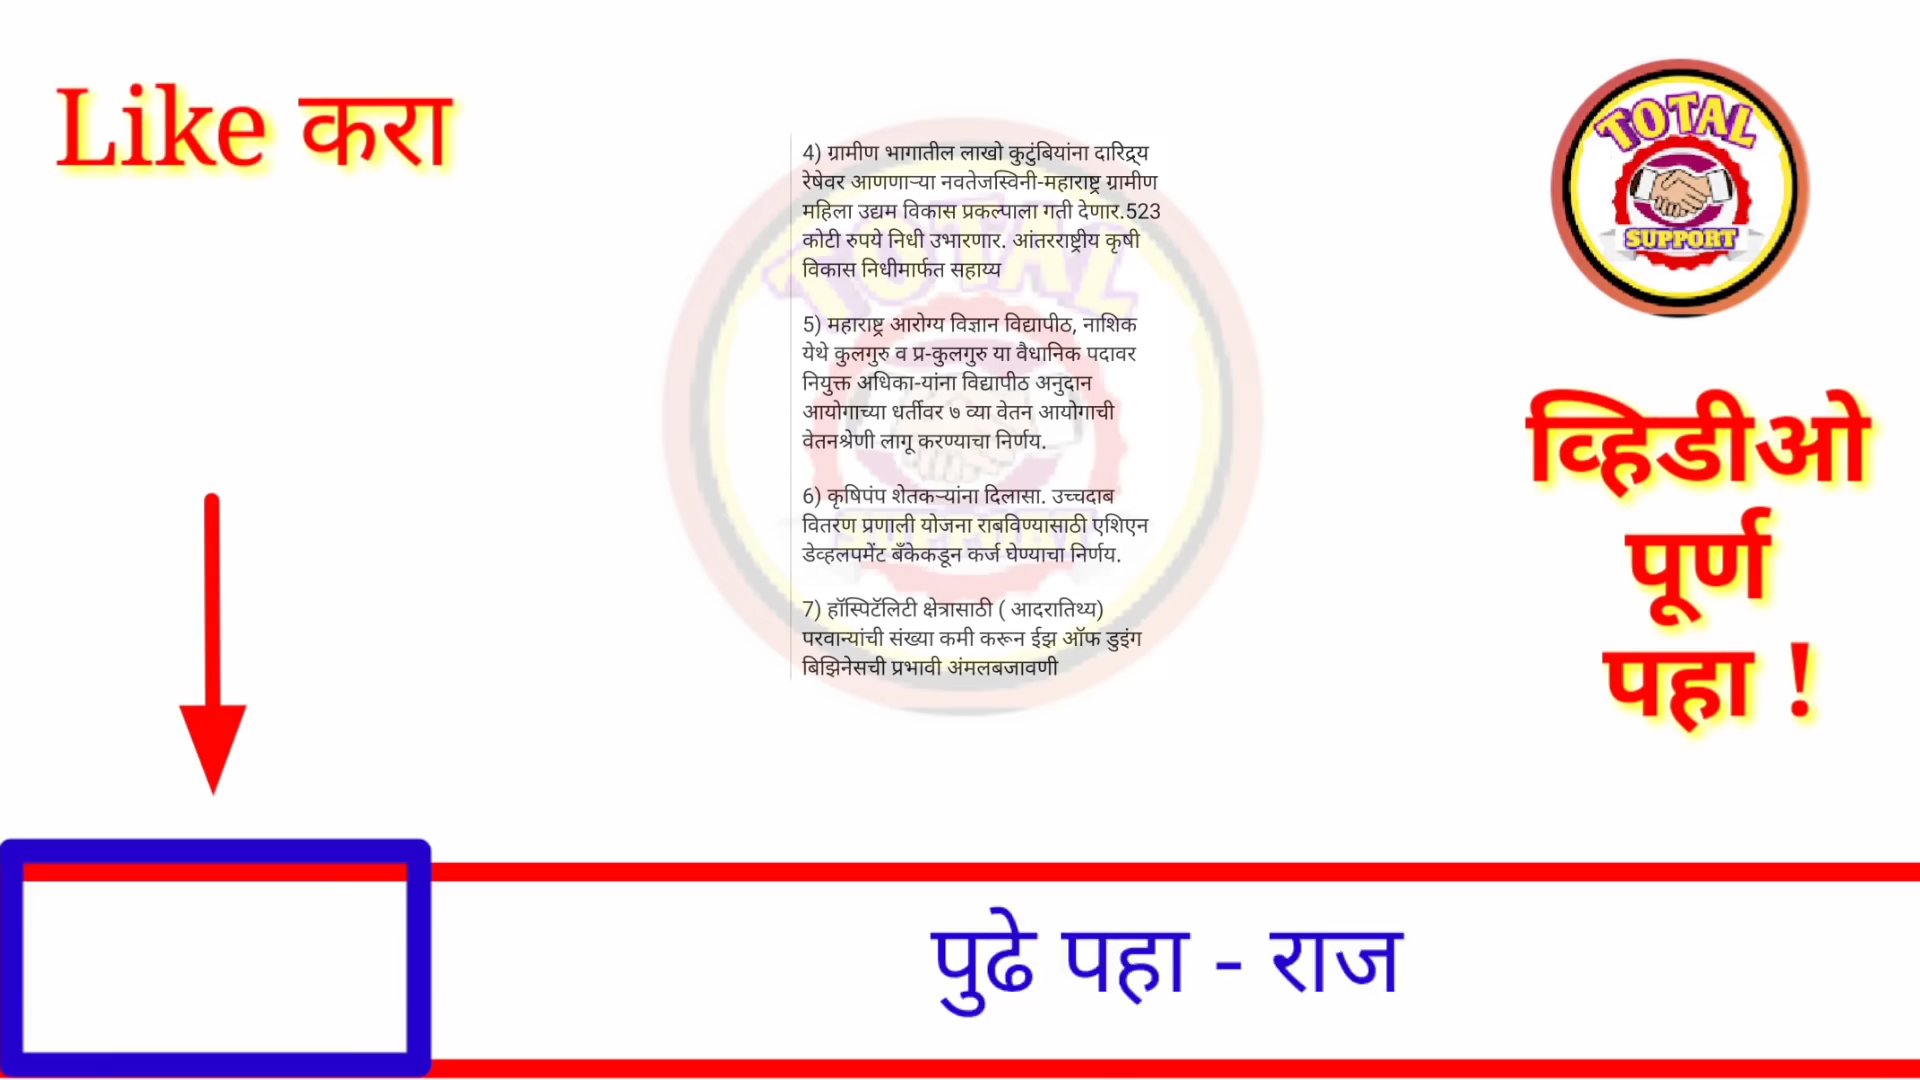 Like करा
TOTAL
SUPPORT
4) ग्रामीण भागातील लाखो कुटुंबियांना दारिद्र्य
रेषेवर आणणाऱ्या नवतेजस्विनी-महाराष्ट्र ग्रामीण
महिला उद्यम विकास प्रकल्पाला गती देणार.523
कोटी रुपये निधी उभारणार. आंतरराष्ट्रीय कृषी
विकास निधीमार्फत सहाय्य
5) महाराष्ट्र आरोग्य विज्ञान विद्यापीठ, नाशिक
येथे कुलगुरु व प्र-कुलगुरु या वैधानिक पदावर
नियुक्त अधिका-यांना विद्यापीठ अनुदान
आयोगाच्या धर्तीवर ७ व्या वेतन आयोगाची
वेतनश्रेणी लागू करण्याचा निर्णय.
6) कृषिपंप शेतकऱ्यांना दिलासा. उच्चदाब
वितरण प्रणाली योजना राबविण्यासाठी एशिएन
डेव्हलपमेंट बँकेकडून कर्ज घेण्याचा निर्णय.
7) हॉस्पिटॅलिटी क्षेत्रासाठी ( आदरातिथ्य)
परवान्यांची संख्या कमी करून ईझ ऑफ डुइंग
बिझिनेसची प्रभावी अंमलबजावणी
TOTAL
SUPPORT
व्हिडीओ
पूर्ण
पहा !
पुढे पहा - राज